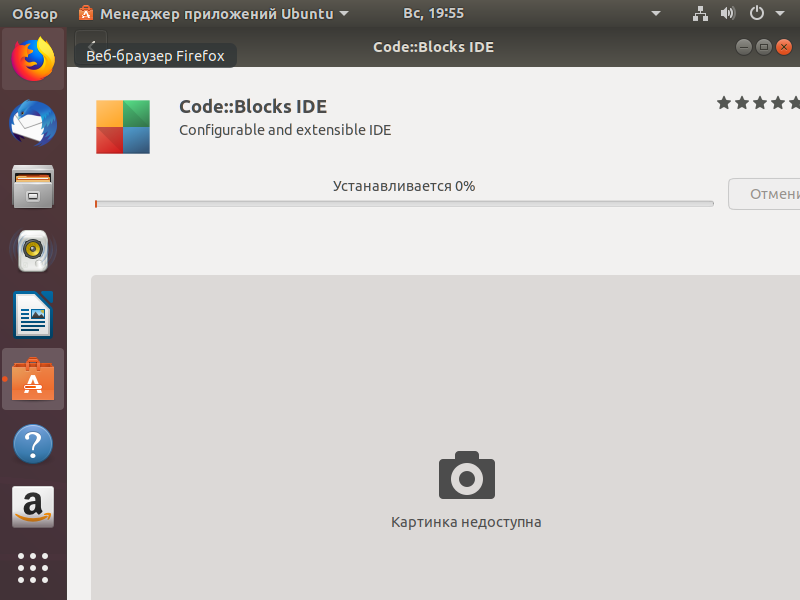 Обзор
Менеджер приложений Ubuntu
Вс, 19:55
Веб-браузер Firefox
Code::Blocks IDE
Code::Blocks IDE
Configurable and extensible IDE
Устанавливается 0%
Отмени
Картинка недоступна